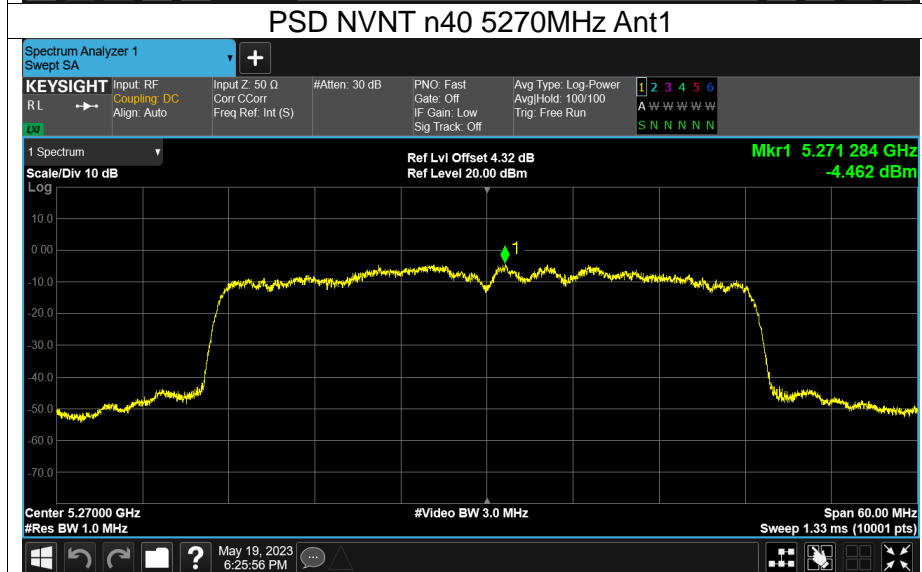 PSD NVNT n40 5270MHz Ant1
Spectrum Analyzer 1
Swept SA
+
KEYSIGHT
R L
LXI
Input: RF
Coupling: DC
Align: Auto
Input Z: 50 Ω
Corr CCorr
Freq Ref: Int (S)
#Atten: 30 dB
PNO: Fast
Gate: Off
IF Gain: Low
Sig Track: Off
Avg Type: Log-Power
Avg|Hold: 100/100
Trig: Free Run
1 2 3 4 5 6
A W W W W W
S N N N N N
1 Spectrum
Scale/Div 10 dB
Ref Lvl Offset 4.32 dB
Ref Level 20.00 dBm
Mkr1 5.271 284 GHz
-4.462 dBm
Log
10.0
0.00
-10.0
-20.0
-30.0
-40.0
-50.0
-60.0
-70.0
1
Center 5.27000 GHz
#Res BW 1.0 MHz
#Video BW 3.0 MHz
Span 60.00 MHz
Sweep 1.33 ms (10001 pts)
?
May 19, 2023
6:25:56 PM